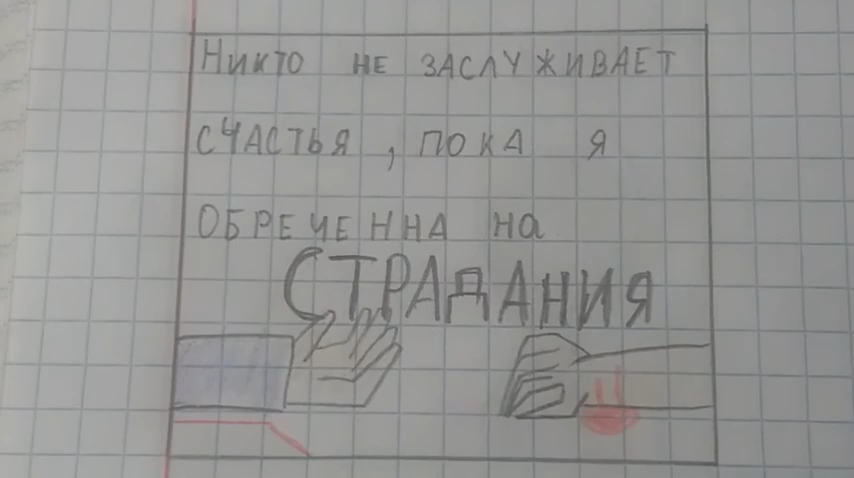 Никто не заслуживает
счастья, пока я
обреченна на
СТРАДАНИЯ